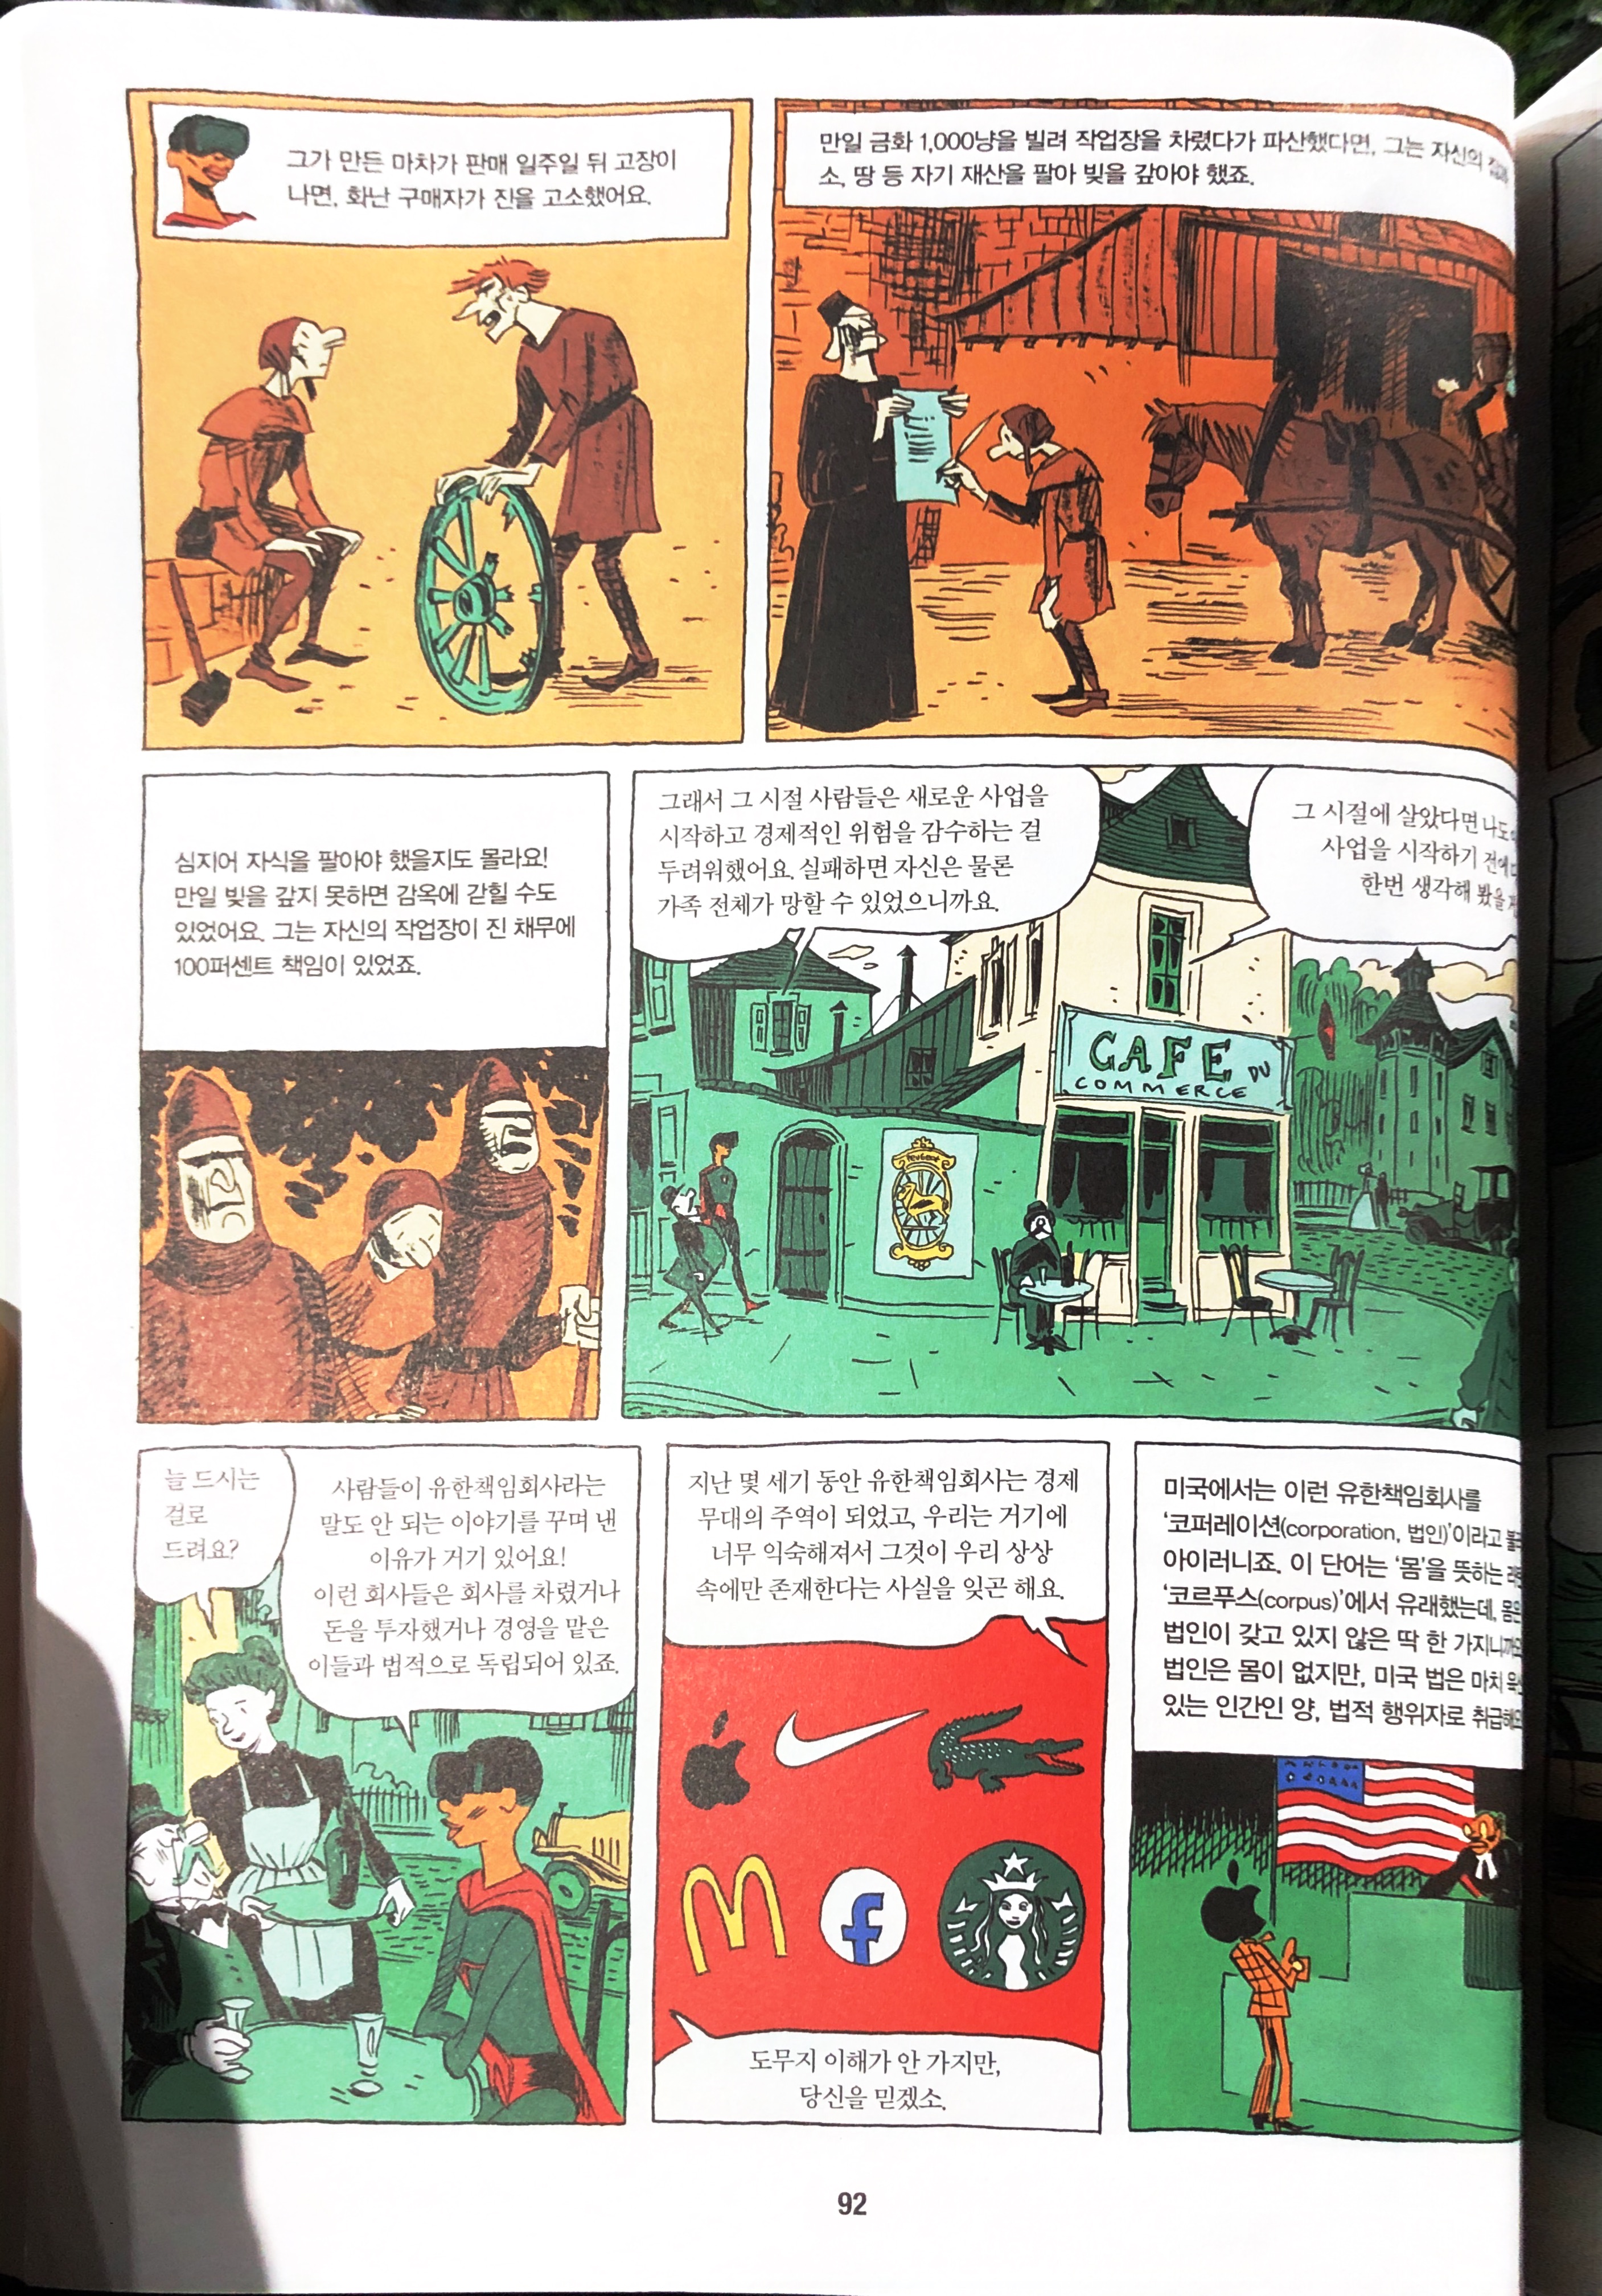 그가 만든 마차가 판매 일주일 뒤 고장이
나면, 화난 구매자가 진을 고소했어요.
만일 금화 1,000냥을 빌려 작업장을 차렸다가 파산했다면, 그는 자신의
소, 땅 등 자기 재산을 팔아 빚을 갚아야 했죠.
심지어 자식을 팔아야 했을지도 몰라요!
만일 빚을 갚지 못하면 감옥에 갇힐 수도
있었어요. 그는 자신의 작업장이 진 채무에
100퍼센트 책임이 있었죠.
그래서 그 시절 사람들은 새로운 사업을
시작하고 경제적인 위험을 감수하는 걸
두려워했어요. 실패하면 자신은 물론
가족 전체가 망할 수 있었으니까요.
그 시절에 살았다면 나도
사업을 시작하기 전에
한번 생각해 봤을
CAFE DU
COMMERCE
PEUGEOT
늘 드시는
걸로
드려요?
사람들이 유한책임회사라는
말도 안 되는 이야기를 꾸며 낸
이유가 거기 있어요!
이런 회사들은 회사를 차렸거나
돈을 투자했거나 경영을 맡은
이들과 법적으로 독립되어 있죠.
지난 몇 세기 동안 유한책임회사는 경제
무대의 주역이 되었고, 우리는 거기에
너무 익숙해져서 그것이 우리 상상
속에만 존재한다는 사실을 잊곤 해요.
f
도무지 이해가 안 가지만,
당신을 믿겠소.
미국에서는 이런 유한책임회사를
‘코퍼레이션(corporation, 법인)’이라고
아이러니죠. 이 단어는 ‘몸’을 뜻하는
‘코르푸스(corpus)’에서 유래했는데, 몸은
법인이 갖고 있지 않은 딱 한 가지니까요.
법인은 몸이 없지만, 미국 법은 마치
있는 인간인 양, 법적 행위자로 취급해요
92